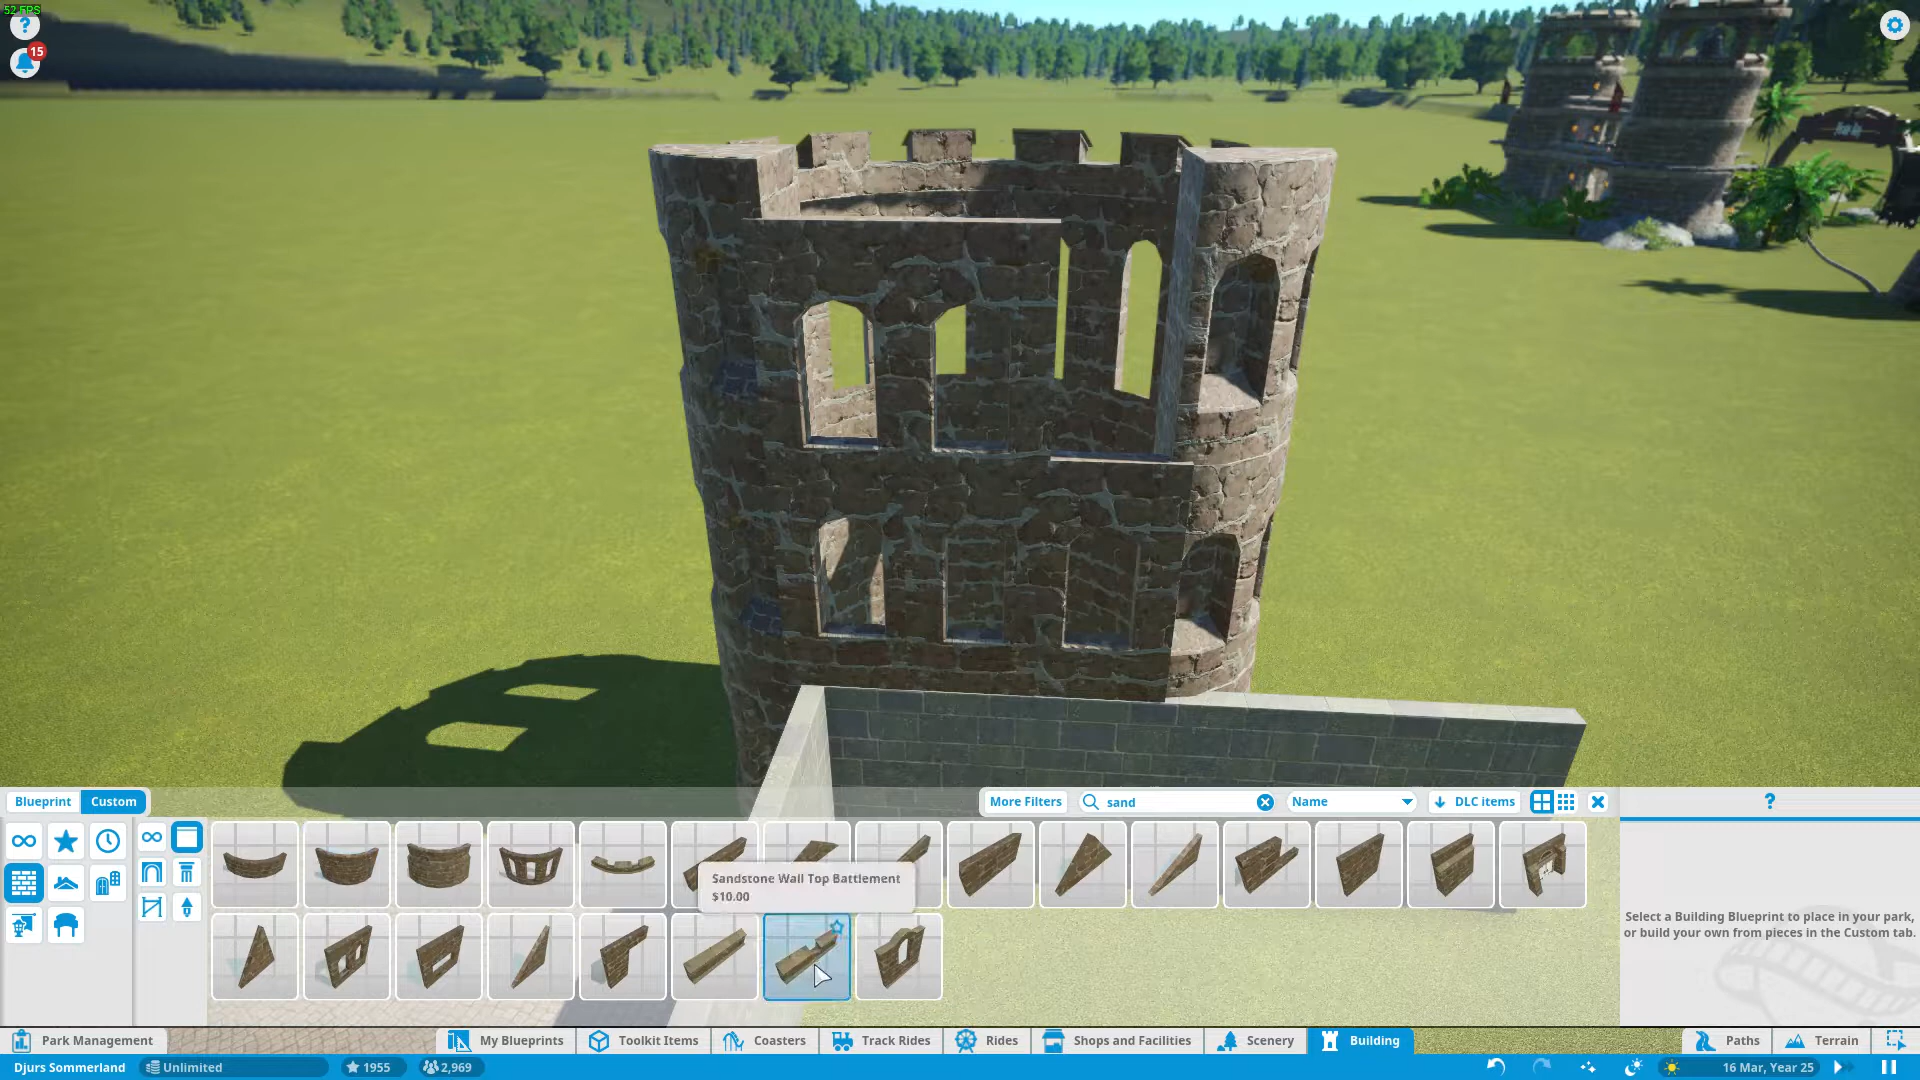 52 FPS
15
Blueprint
Custom
More Filters
sand
Name
DLC items
Sandstone Wall Top Battlement
$10.00
Select a Building Blueprint to place in your park,
or build your own from pieces in the Custom tab.
Park Management
My Blueprints
Toolkit Items
Coasters
Track Rides
Rides
Shops and Facilities
Scenery
Building
Paths
Terrain
Djurs Sommerland
Unlimited
1955
2,969
16 Mar, Year 25